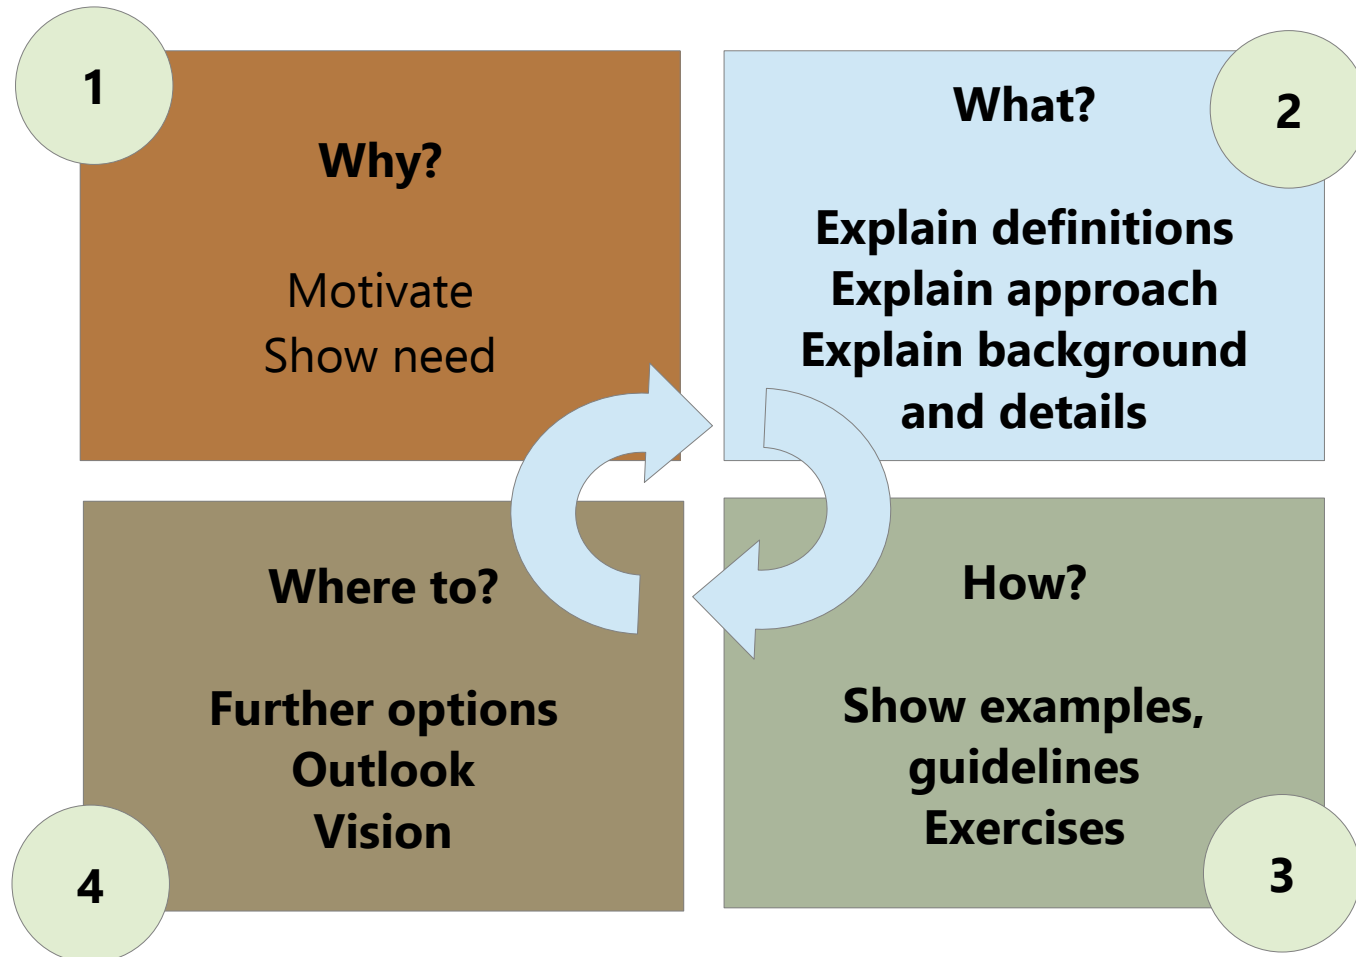 1
Why?
Motivate
Show need
2
What?
Explain definitions
Explain approach
Explain background
and details
3
How?
Show examples,
guidelines
Exercises
4
Where to?
Further options
Outlook
Vision